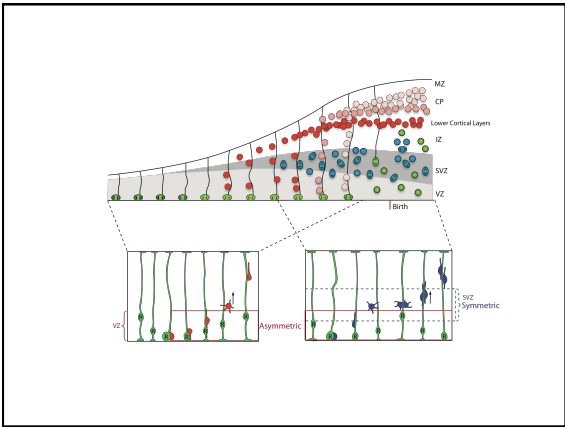 MZ
CP
Lower Cortical Layers
IZ
SVZ
VZ
Birth
R R R R R R R
VZ
Asymmetric
R R R R R R R
SVZ
Symmetric